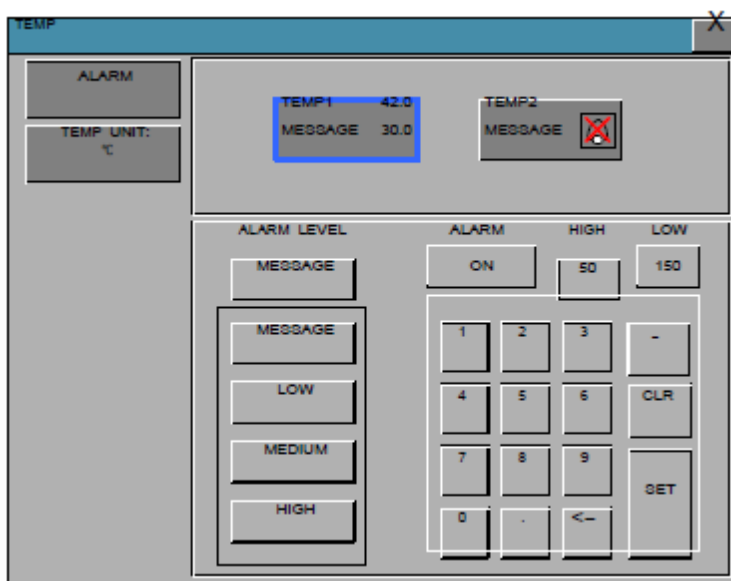 TEMP
X
ALARM
TEMP UNIT:
℃
TEMP1 42.0
MESSAGE 30.0
TEMP2
MESSAGE
ALARM LEVEL
MESSAGE
MESSAGE
LOW
MEDIUM
HIGH
ALARM HIGH LOW
ON 50 150
1 2 3 -
4 5 6 CLR
7 8 9
SET
0 . <-